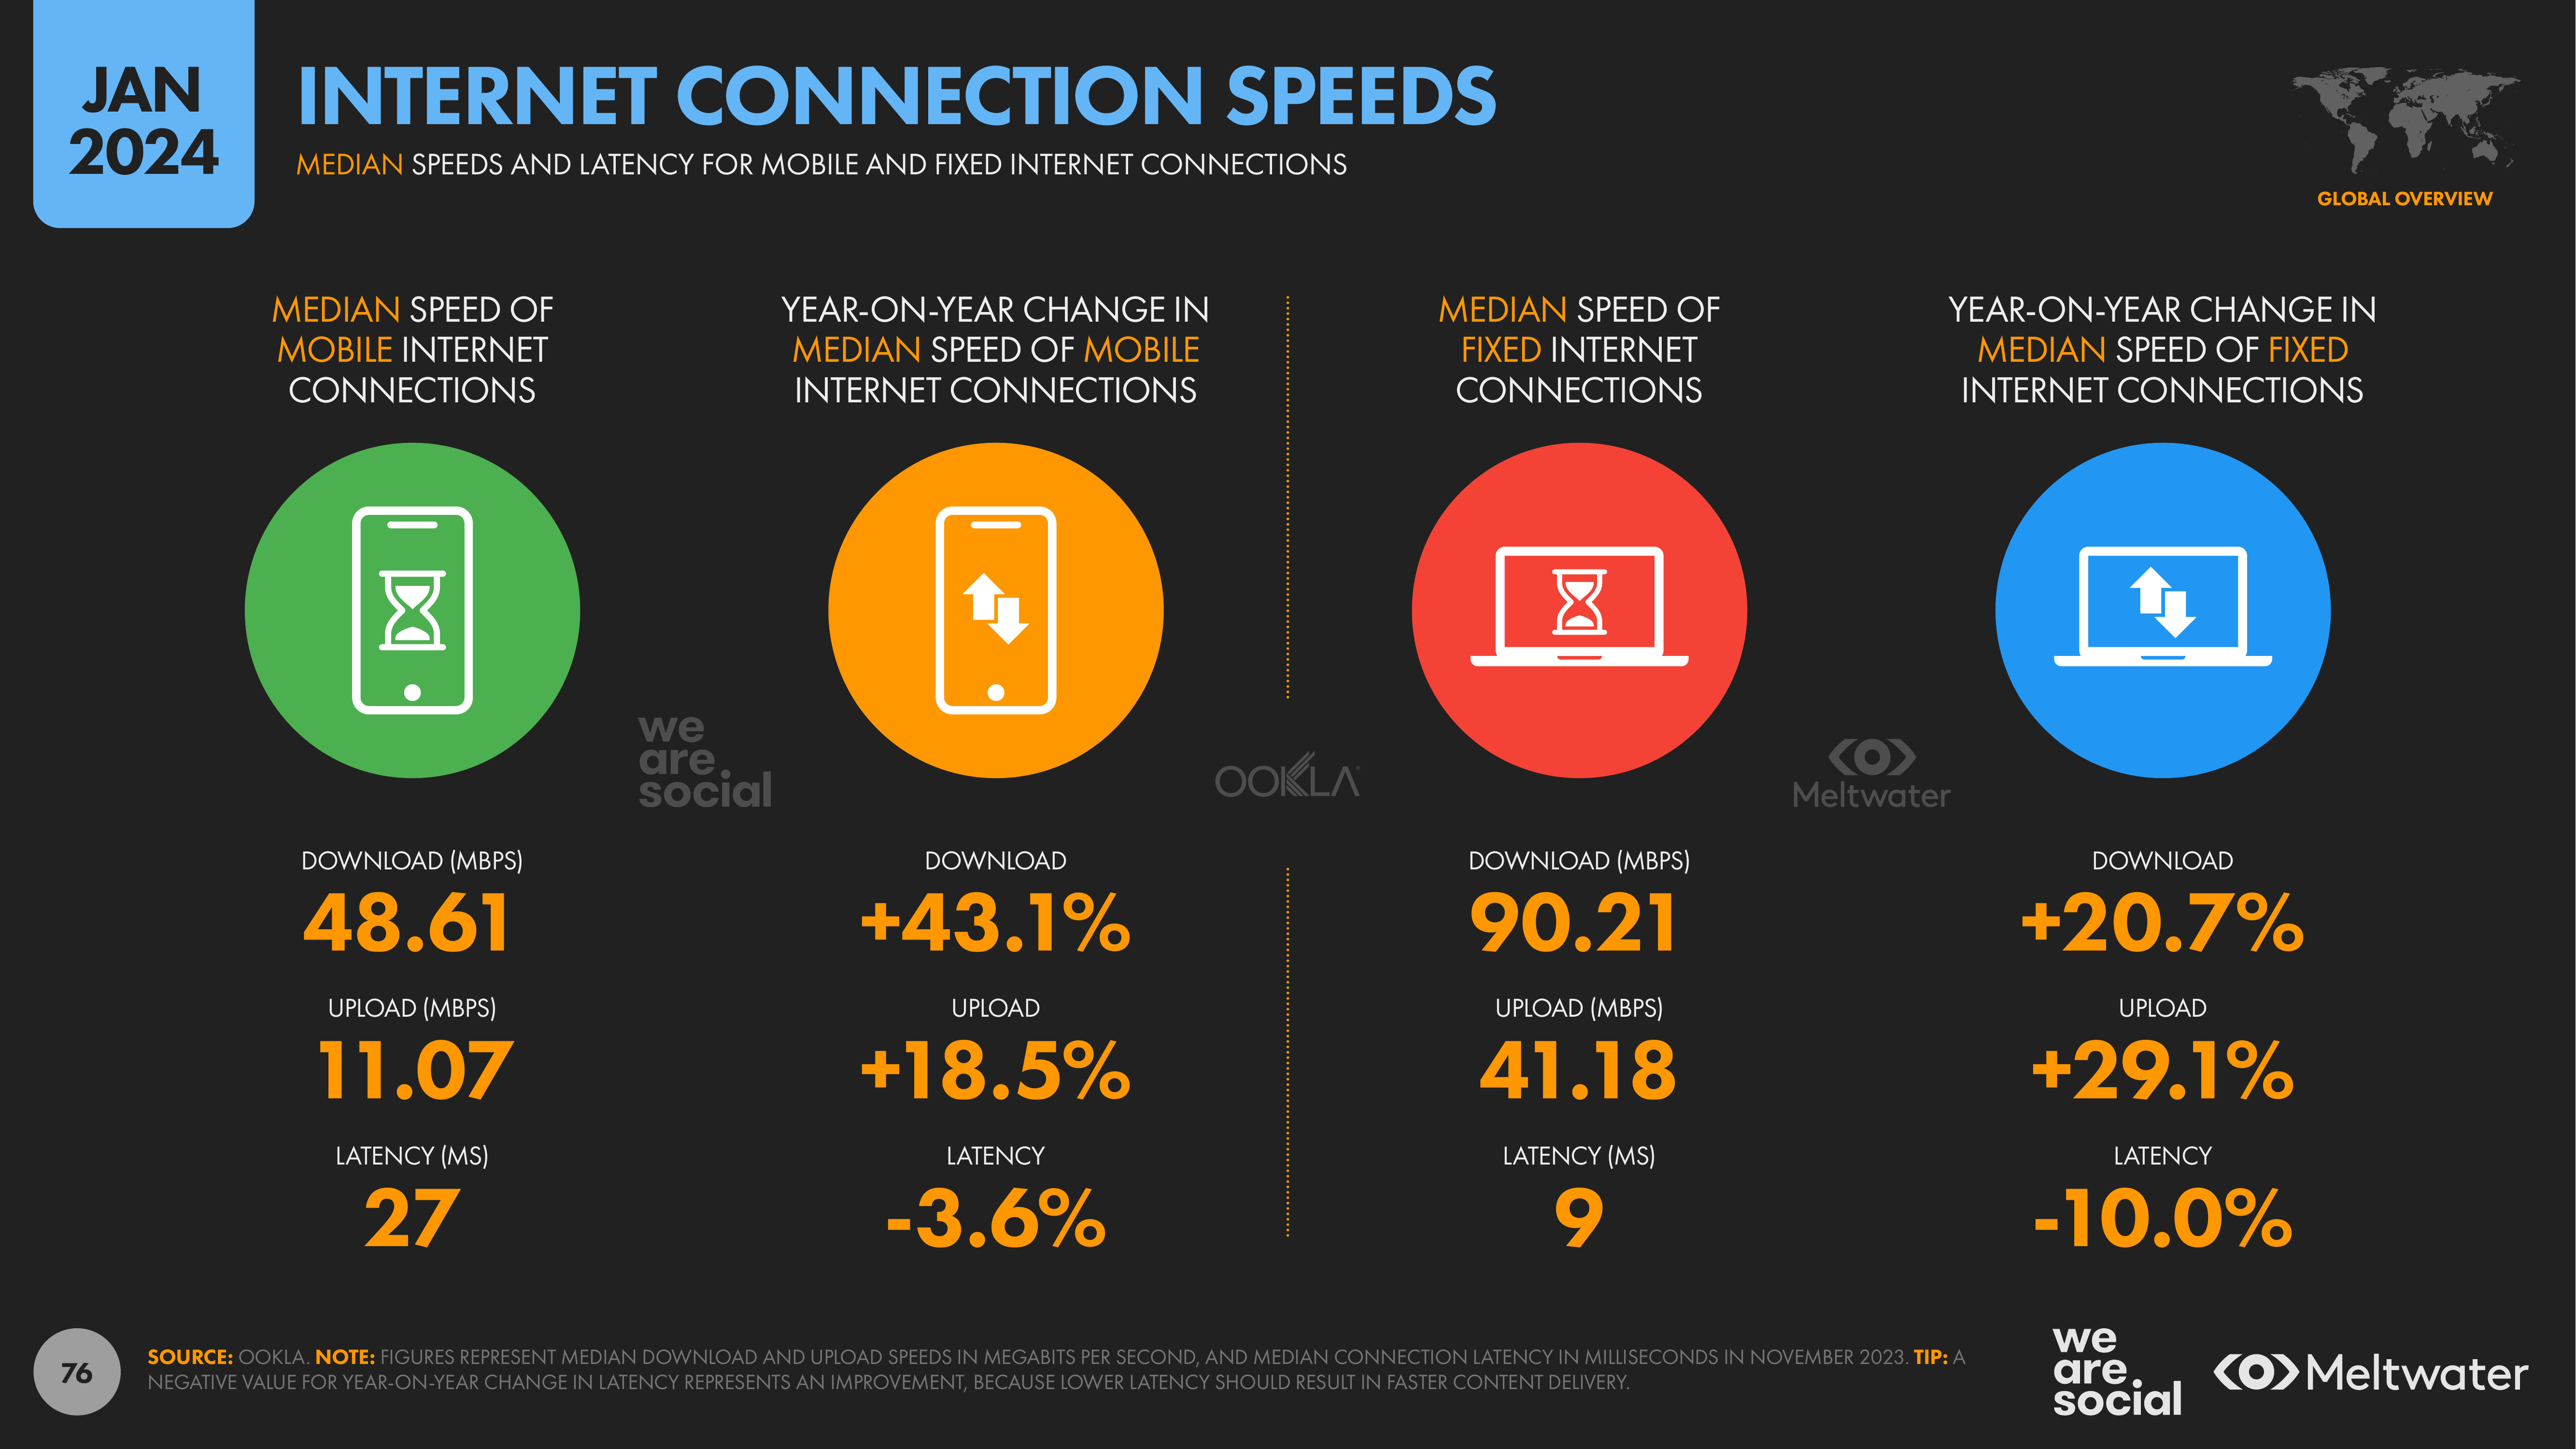 JAN
2024
INTERNET CONNECTION SPEEDS
MEDIAN SPEEDS AND LATENCY FOR MOBILE AND FIXED INTERNET CONNECTIONS
GLOBAL OVERVIEW
MEDIAN SPEED OF
MOBILE INTERNET
CONNECTIONS
YEAR-ON-YEAR CHANGE IN
MEDIAN SPEED OF MOBILE
INTERNET CONNECTIONS
MEDIAN SPEED OF
FIXED INTERNET
CONNECTIONS
YEAR-ON-YEAR CHANGE IN
MEDIAN SPEED OF FIXED
INTERNET CONNECTIONS
we
are
social
OOKLA
Meltwater
DOWNLOAD (MBPS)
48.61
UPLOAD (MBPS)
11.07
LATENCY (MS)
27
DOWNLOAD
+43.1%
UPLOAD
+18.5%
LATENCY
-3.6%
DOWNLOAD (MBPS)
90.21
UPLOAD (MBPS)
41.18
LATENCY (MS)
9
DOWNLOAD
+20.7%
UPLOAD
+29.1%
LATENCY
-10.0%
76
SOURCE: OOKLA. NOTE: FIGURES REPRESENT MEDIAN DOWNLOAD AND UPLOAD SPEEDS IN MEGABITS PER SECOND, AND MEDIAN CONNECTION LATENCY IN MILLISECONDS IN NOVEMBER 2023. TIP: A
NEGATIVE VALUE FOR YEAR-ON-YEAR CHANGE IN LATENCY REPRESENTS AN IMPROVEMENT, BECAUSE LOWER LATENCY SHOULD RESULT IN FASTER CONTENT DELIVERY.
we
are
social
Meltwater